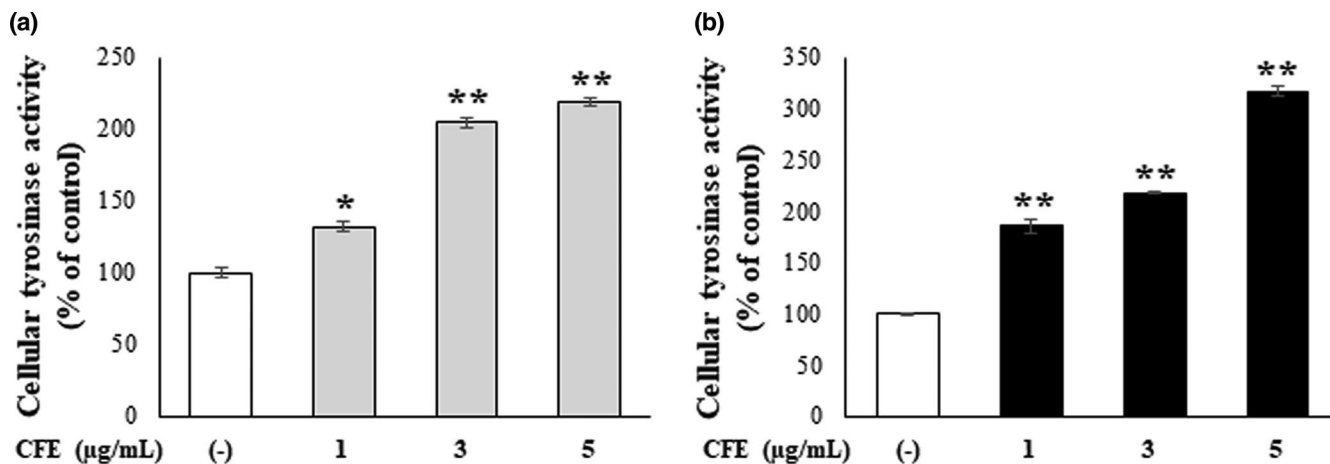 (a)
Cellular tyrosinase activity
(% of control)
250
200
150
100
50
0
*
**
**
CFE (μg/mL) (-) 1 3 5
(b)
Cellular tyrosinase activity
(% of control)
350
300
250
200
150
100
50
0
**
**
**
CFE (μg/mL) (-) 1 3 5